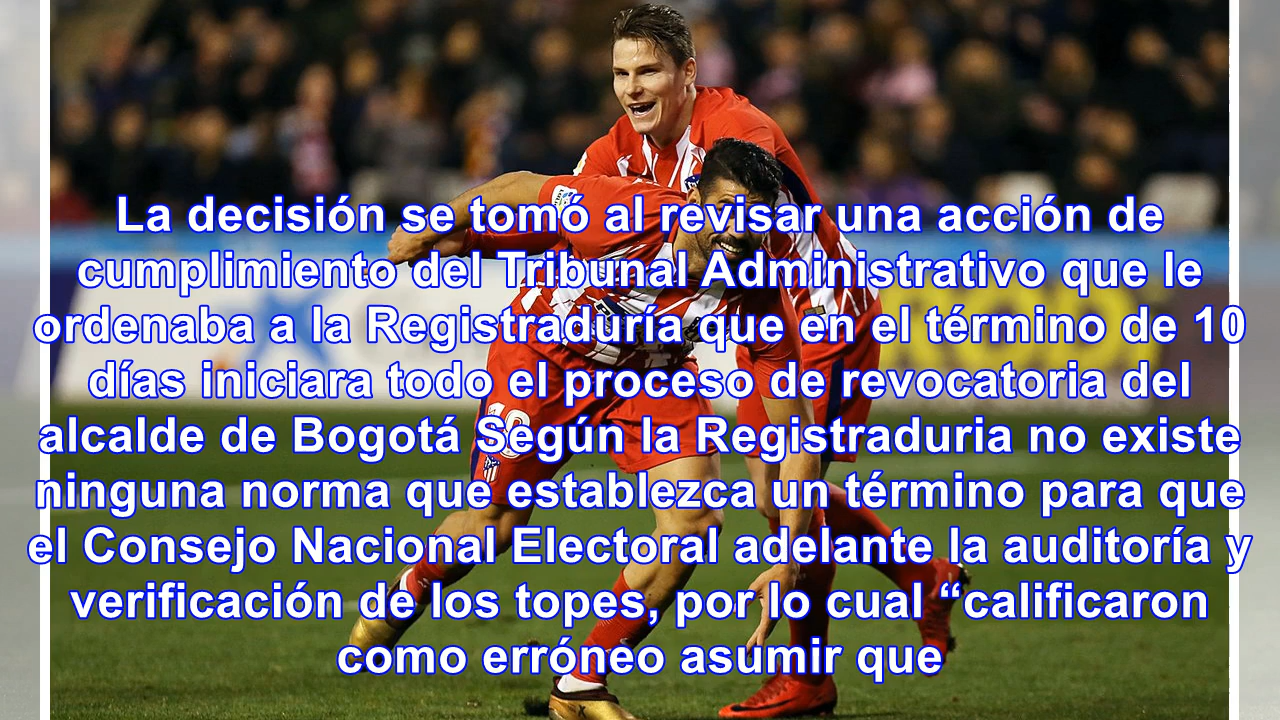 La decisión se tomó al revisar una acción de
cumplimiento del Tribunal Administrativo que le
ordenaba a la Registraduría que en el término de 10
días iniciara todo el proceso de revocatoria del
alcalde de Bogotá Según la Registraduria no existe
ninguna norma que establezca un término para que
el Consejo Nacional Electoral adelante la auditoría y
verificación de los topes, por lo cual “calificaron
como erróneo asumir que